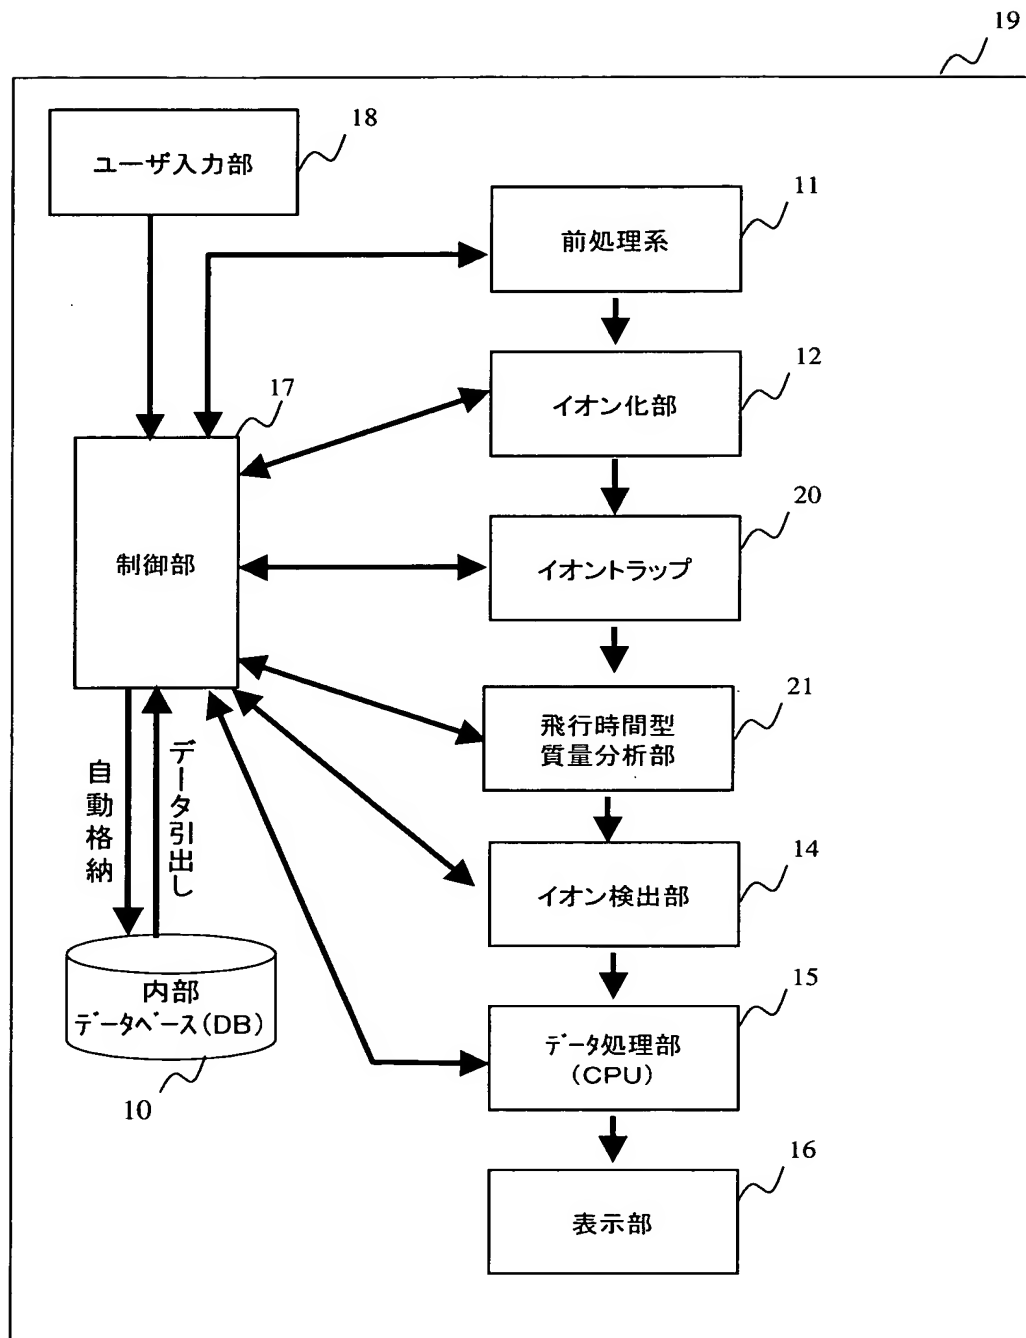 19
18
ユーザ入力部
11
前処理系
12
イオン化部
17
制御部
20
イオントラップ
21
飛行時間型
質量分析部
自動格納
データ引出し
14
イオン検出部
内部
データベース(DB)
10
15
データ処理部
(CPU)
16
表示部